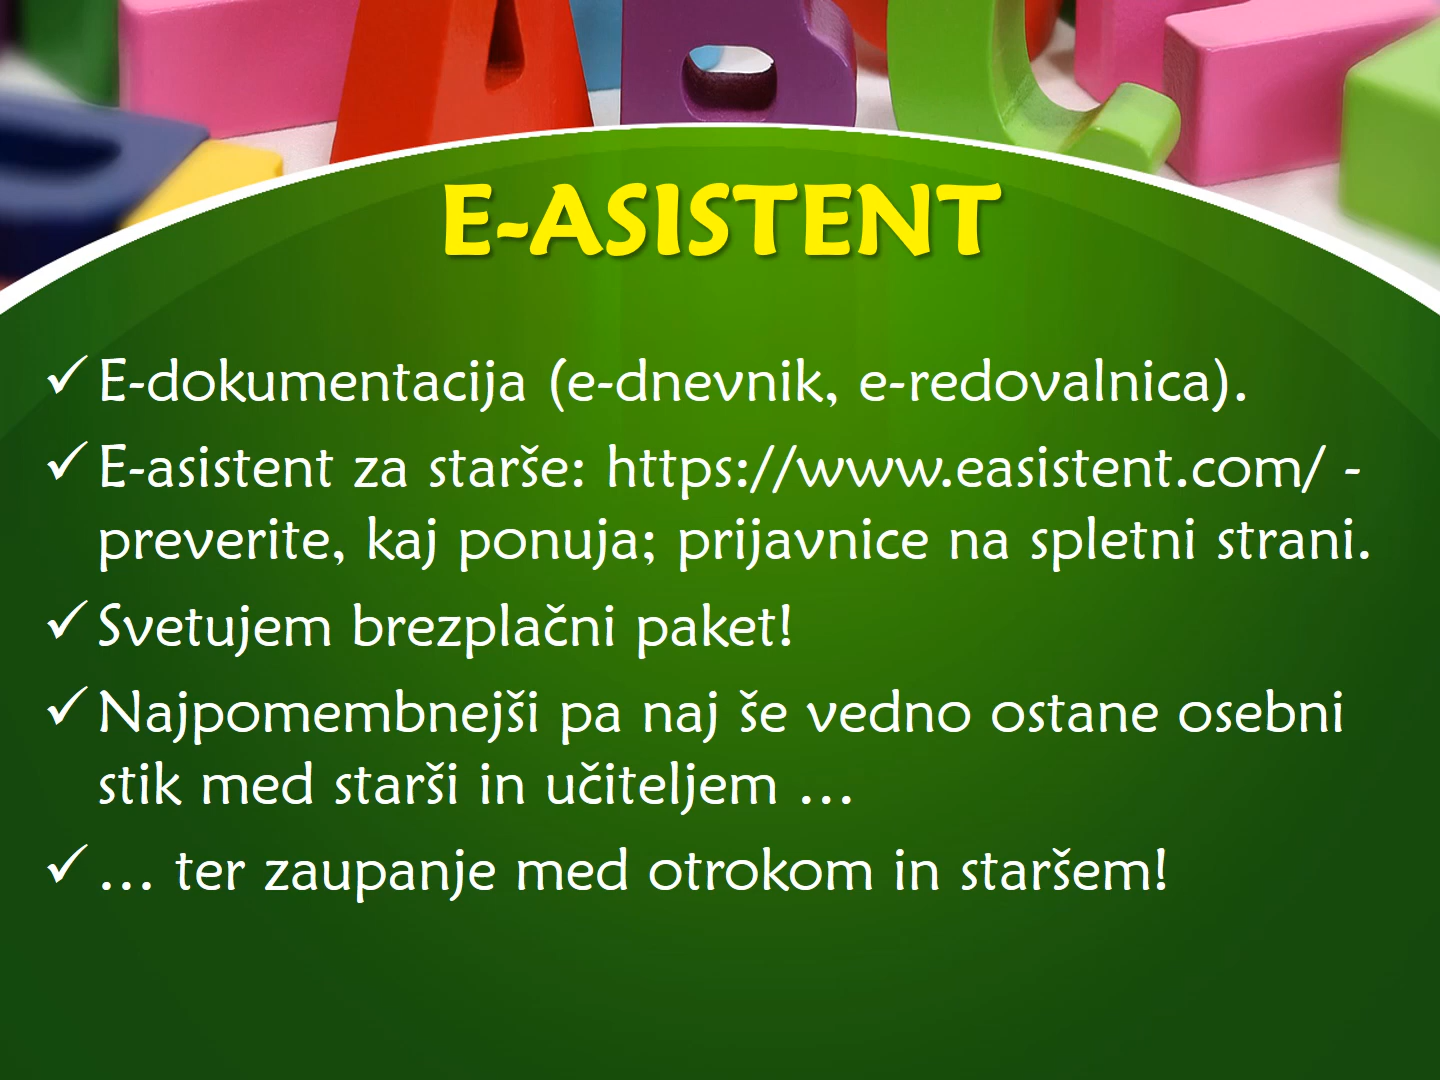 E-ASISTENT
✓ E-dokumentacija (e-dnevnik, e-redovalnica).
✓ E-asistent za starše: https://www.easistent.com/ -
preverite, kaj ponuja; prijavnice na spletni strani.
✓ Svetujem brezplačni paket!
✓ Najpomembnejši pa naj še vedno ostane osebni
stik med starši in učiteljem …
✓ … ter zaupanje med otrokom in staršem!